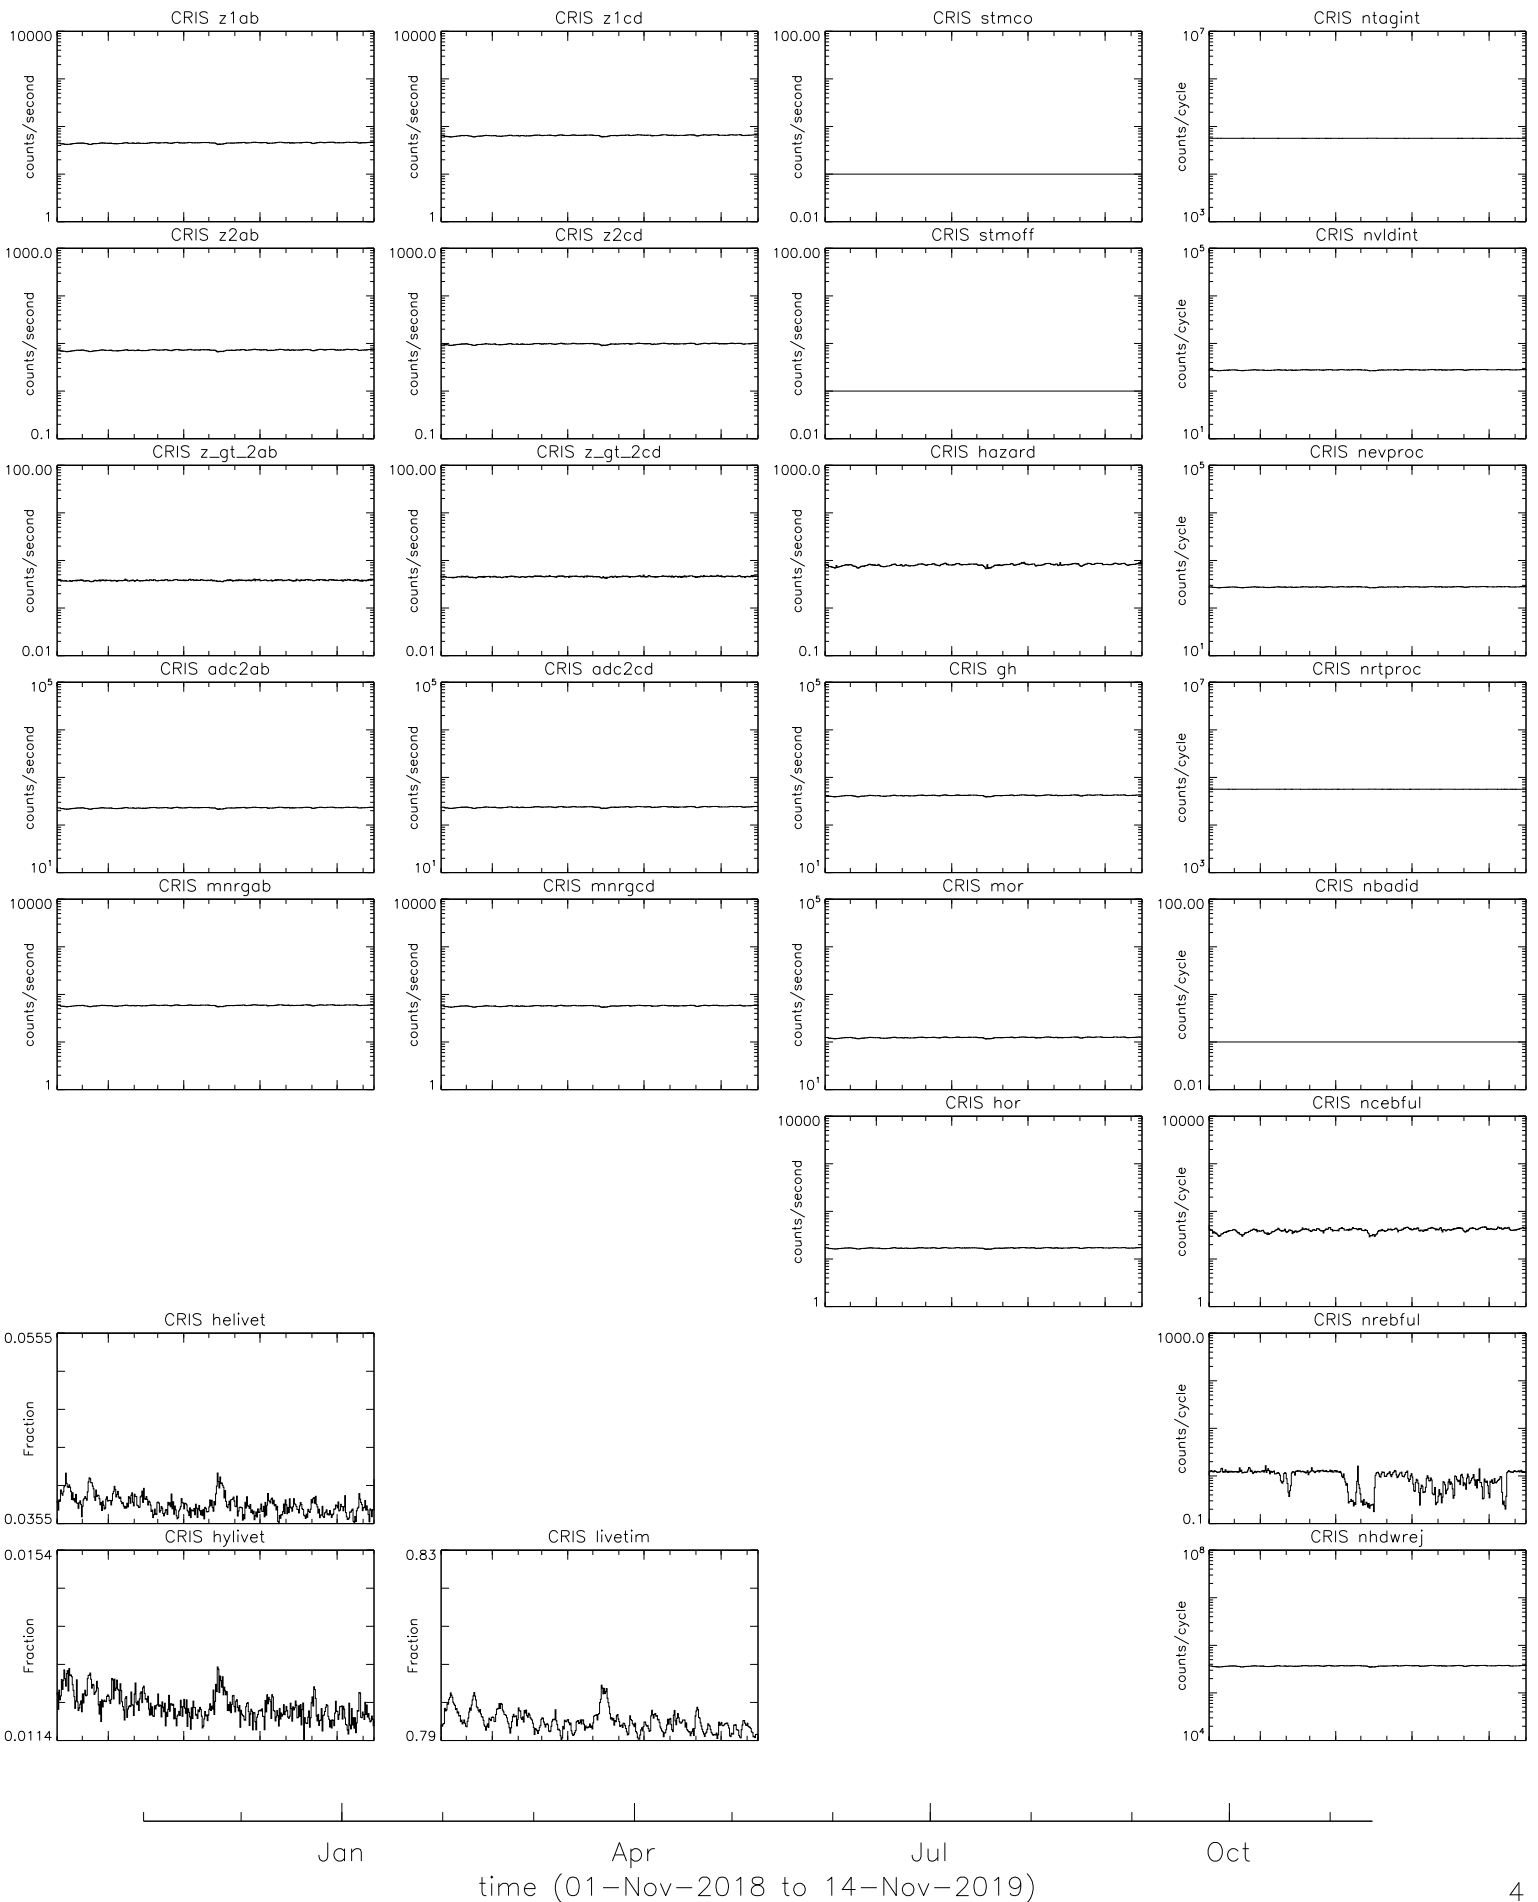 CRIS z1ab
10000
counts/second
1
CRIS z1cd
10000
counts/second
1
CRIS stmco
100.00
counts/second
0.01
CRIS ntagint
10⁷
counts/cycle
10³
CRIS z2ab
1000.0
counts/second
0.1
CRIS z2cd
1000.0
counts/second
0.1
CRIS stmoff
100.00
counts/second
0.01
CRIS nvldint
10⁵
counts/cycle
10¹
CRIS z_gt_2ab
100.00
counts/second
0.01
CRIS z_gt_2cd
100.00
counts/second
0.01
CRIS hazard
1000.0
counts/second
0.1
CRIS nevproc
10⁵
counts/cycle
10¹
CRIS adc2ab
10⁵
counts/second
10¹
CRIS adc2cd
10⁵
counts/second
10¹
CRIS gh
10⁵
counts/second
10¹
CRIS nrtproc
10⁷
counts/cycle
10³
CRIS mnrgab
10000
counts/second
1
CRIS mnrgcd
10000
counts/second
1
CRIS mor
10⁵
counts/second
10¹
CRIS nbadid
100.00
counts/cycle
0.01
CRIS hor
10000
counts/second
1
CRIS ncebful
10000
counts/cycle
1
CRIS helivet
0.0555
Fraction
0.0355
CRIS nrebful
1000.0
counts/cycle
0.1
CRIS hylivet
0.0154
Fraction
0.0114
CRIS livetim
0.83
Fraction
0.79
CRIS nhdwrej
10⁸
counts/cycle
10⁴
Jan Apr Jul Oct
time (01-Nov-2018 to 14-Nov-2019)
4